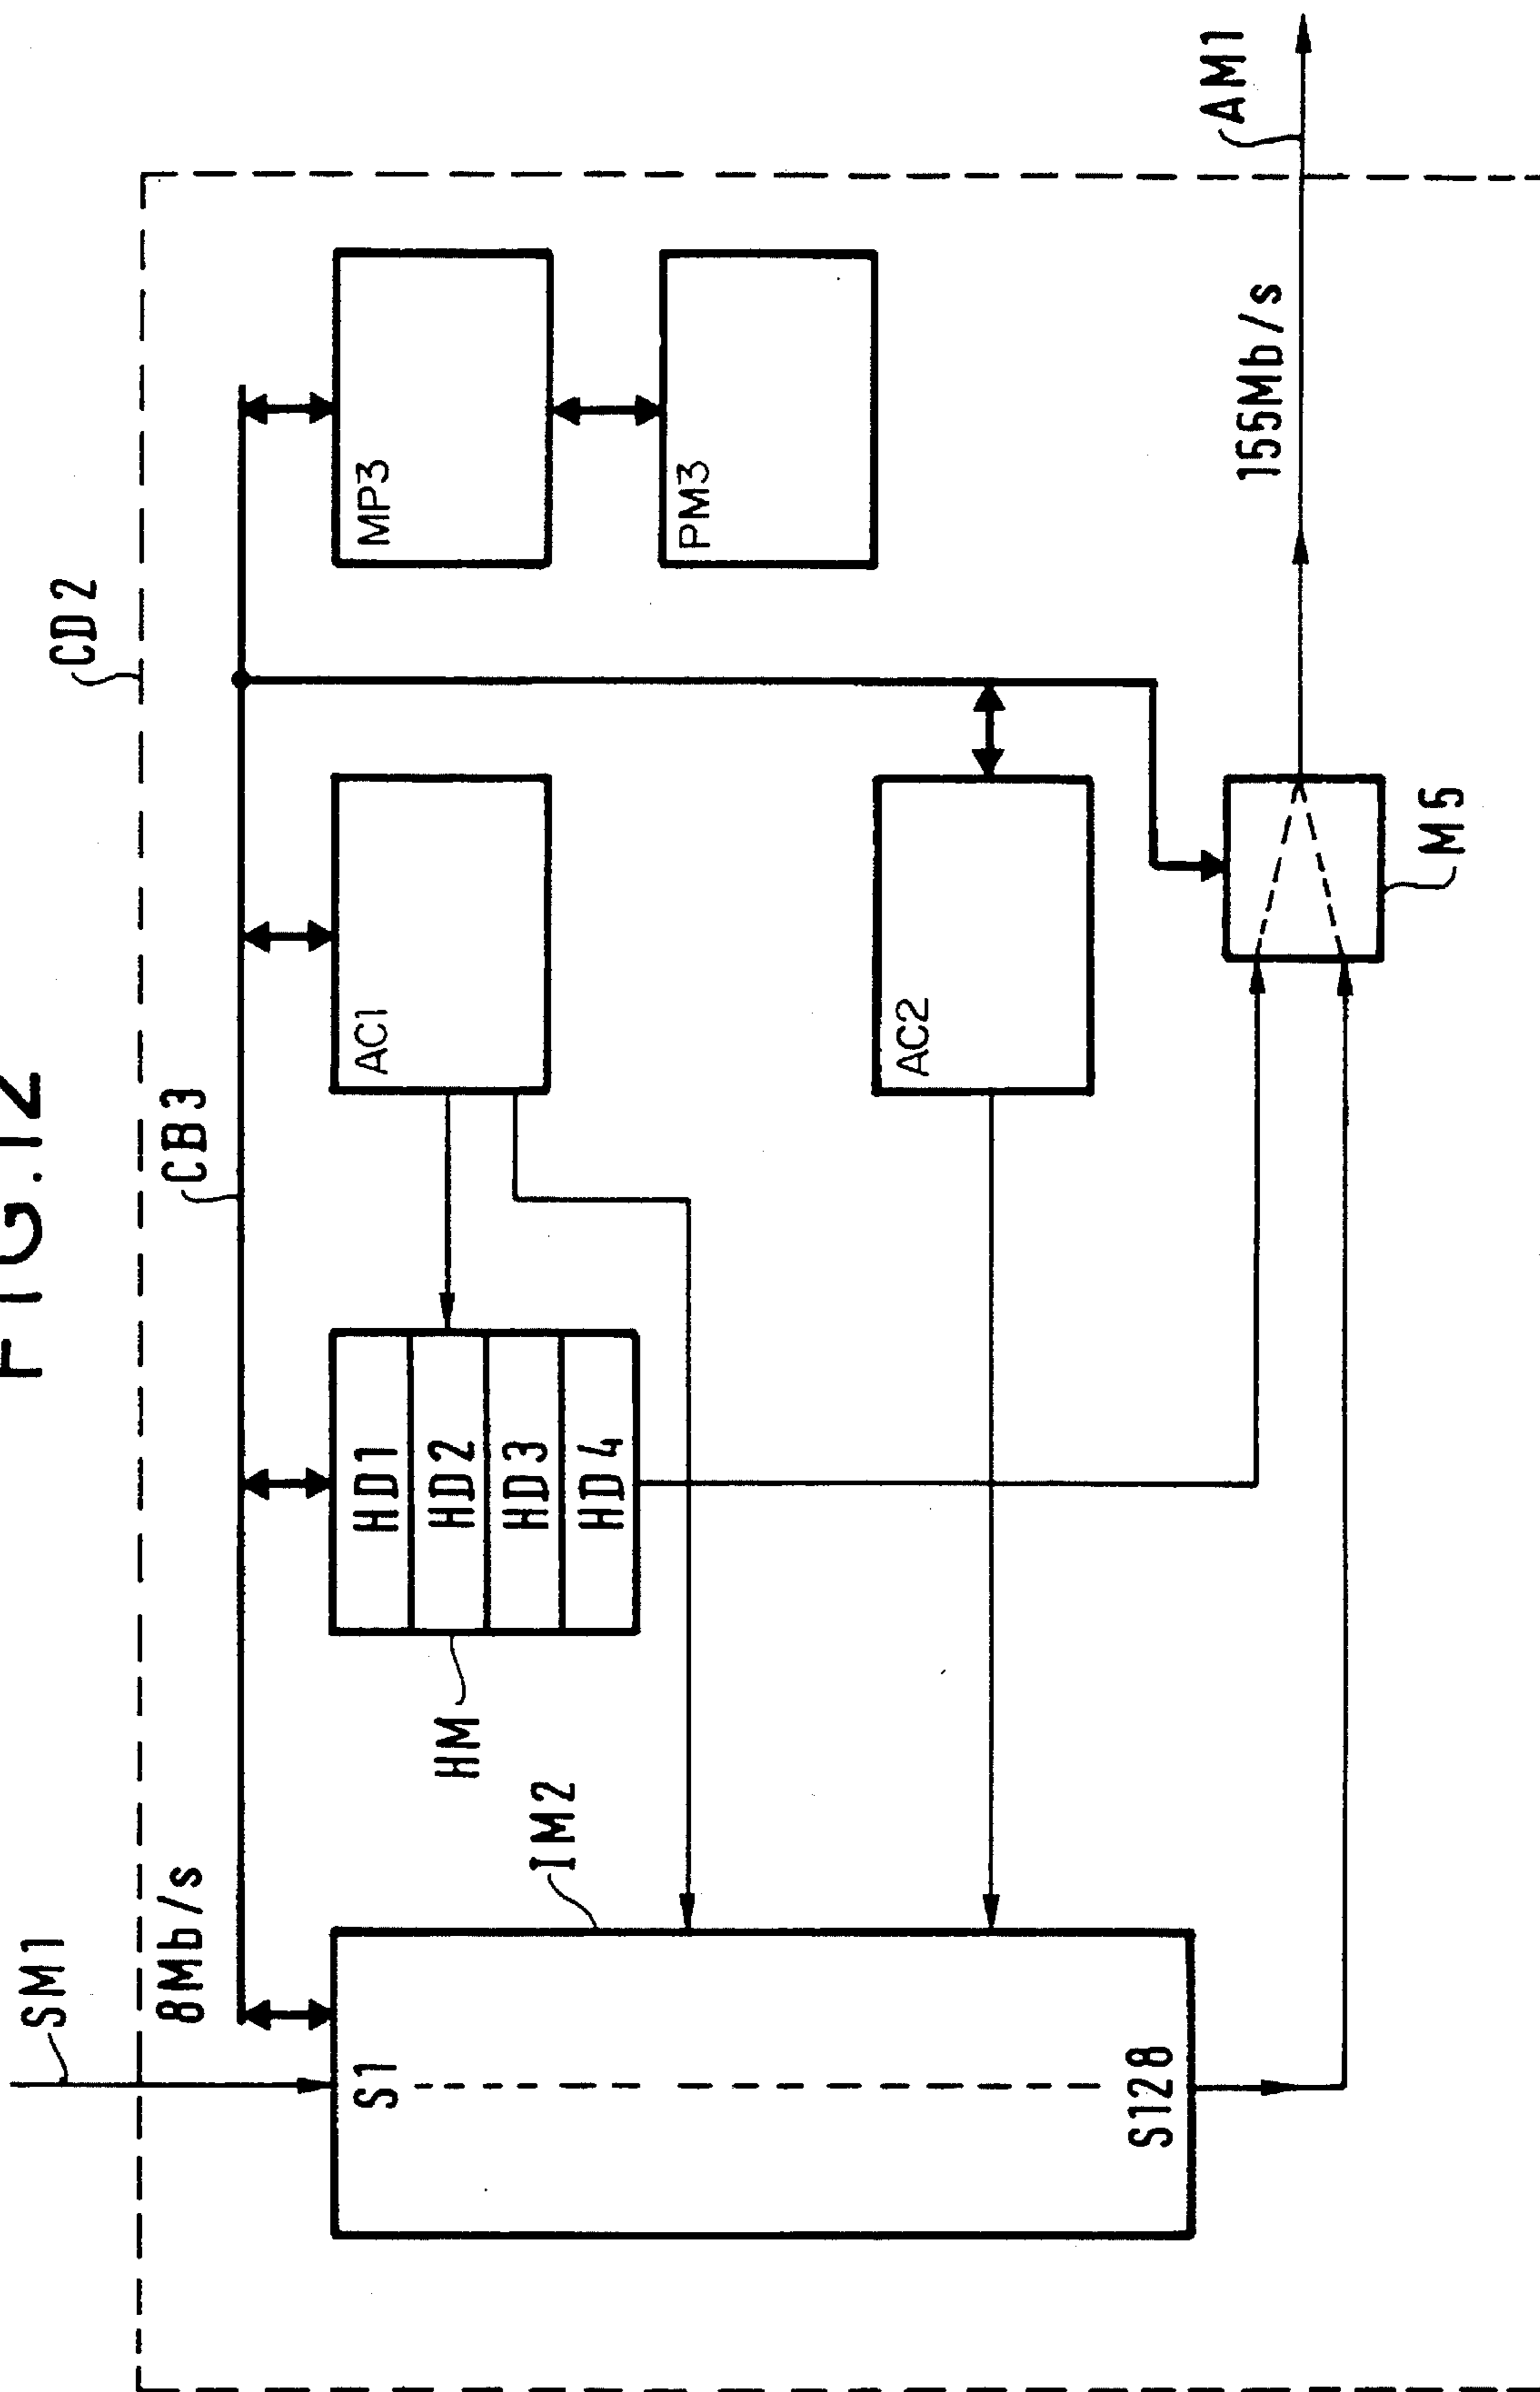 FIG.12
SM1
CD2
8Mb/s
CB3
S1
HD1
AC1
MP3
HM
HD2
HD3
IM2
HD4
PM3
AC2
S128
AM1
155Mb/s
M5